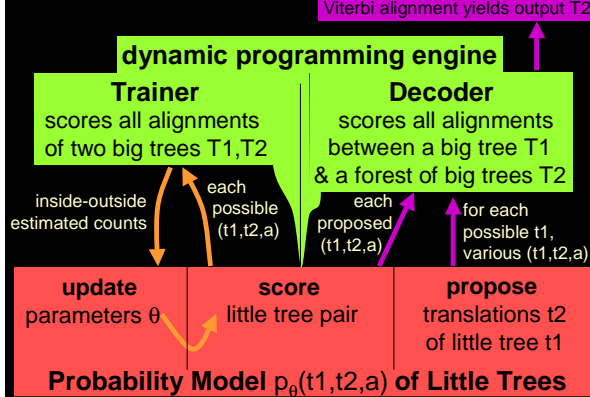 Viterbi alignment yields output T2
dynamic programming engine
Trainer
scores all alignments
of two big trees T1,T2
Decoder
scores all alignments
between a big tree T1
& a forest of big trees T2
inside-outside
estimated counts
each
possible
(t1,t2,a)
each
proposed
(t1,t2,a)
for each
possible t1,
various (t1,t2,a)
update
parameters θ
score
little tree pair
propose
translations t2
of little tree t1
Probability Model pθ(t1,t2,a) of Little Trees